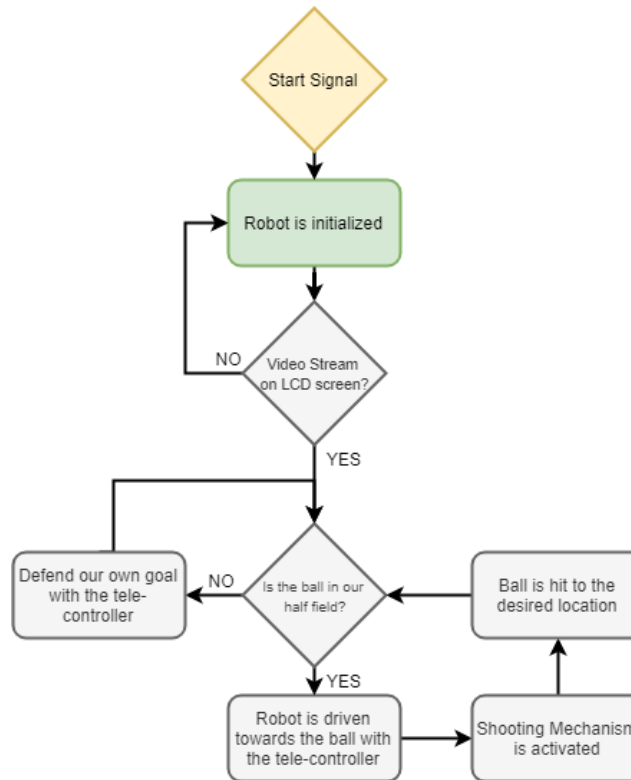 Start Signal
Robot is initialized
NO
Video Stream
on LCD screen?
YES
Defend our own goal
with the tele-
controller
NO
Is the ball in our
half field?
Ball is hit to the
desired location
YES
Robot is driven
towards the ball with
the tele-controller
Shooting Mechanism
is activated